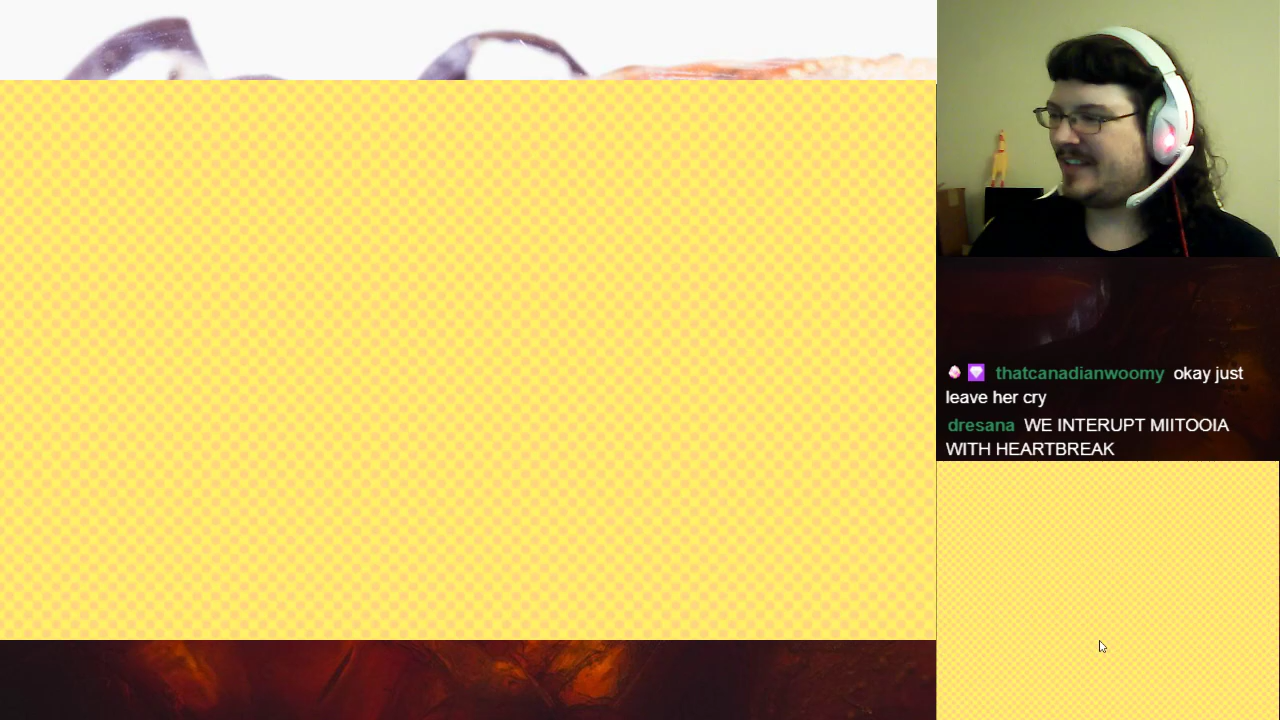 thatcanadianwoomy okay just
leave her cry
dresana WE INTERUPT MIITOOIA
WITH HEARTBREAK